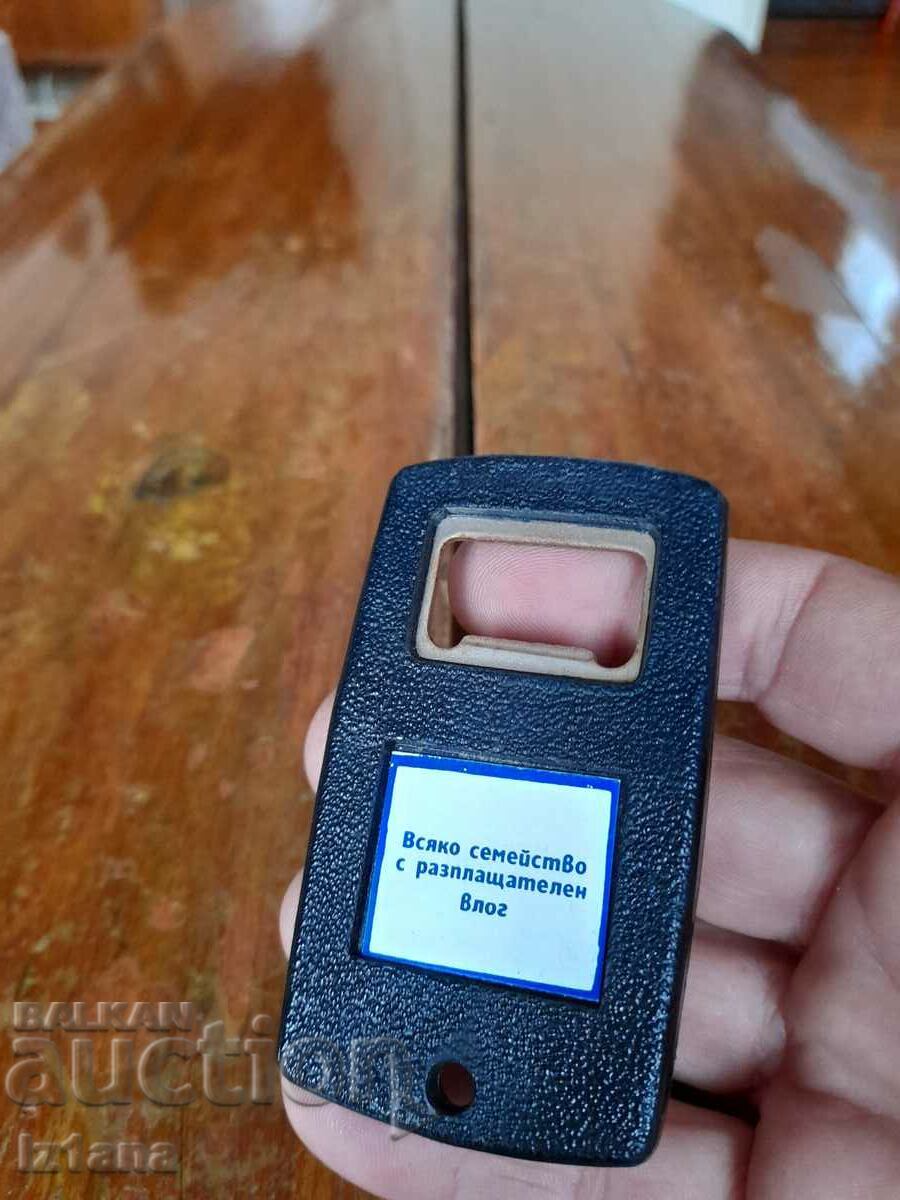 Всяко семейство
с разплащателен
влог
BALKAN
auction
iz1ana